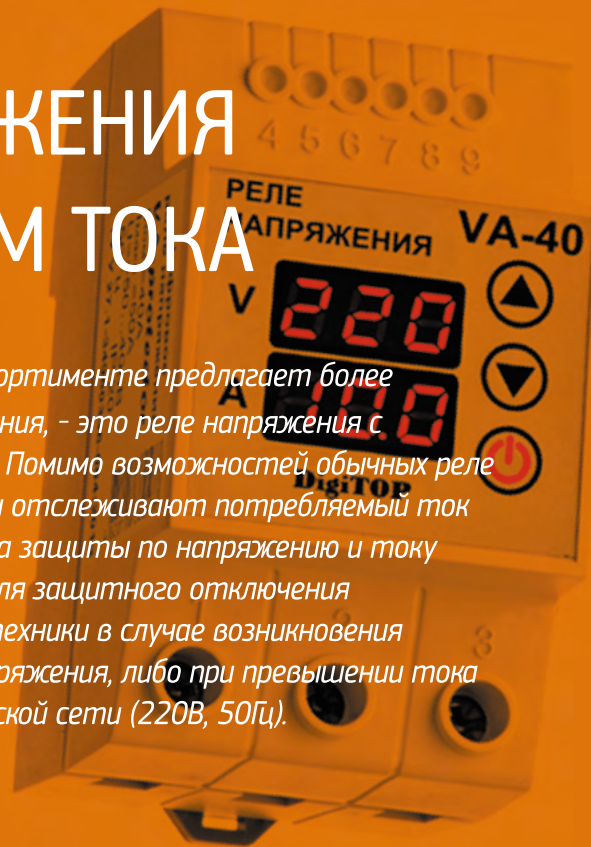 ЖЕНИЯ
М ТОКА
4 5 6 7 8 9
РЕЛЕ
НАПРЯЖЕНИЯ
VA-40
V
220
A
10.0
DigiTOP
ортименте предлагает более
ния, - это реле напряжения с
Помимо возможностей обычных реле
и отслеживают потребляемый ток
а защиты по напряжению и току
ля защитного отключения
техники в случае возникновения
ряжения, либо при превышении тока
ской сети (220В, 50Гц).
3